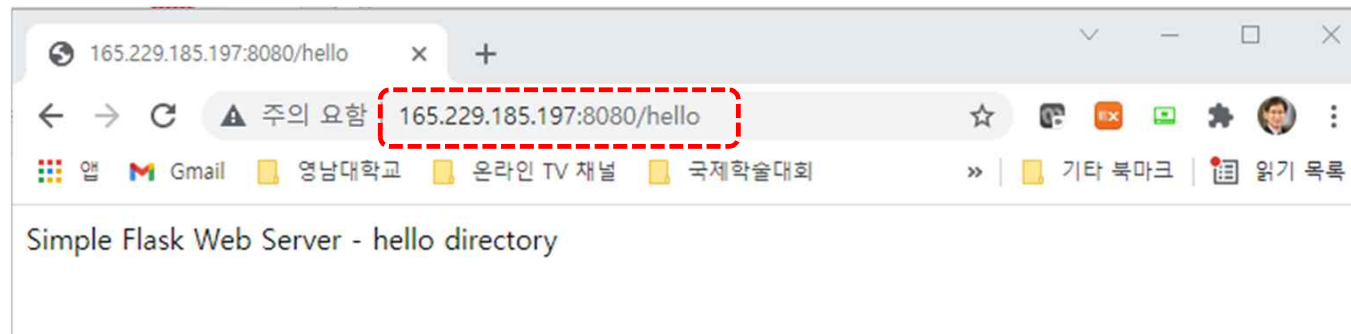 165.229.185.197:8080/hello
주의 요함 165.229.185.197:8080/hello
앱 Gmail 영남대학교 온라인 TV 채널 국제학술대회 » 기타 북마크 읽기 목록
Simple Flask Web Server - hello directory